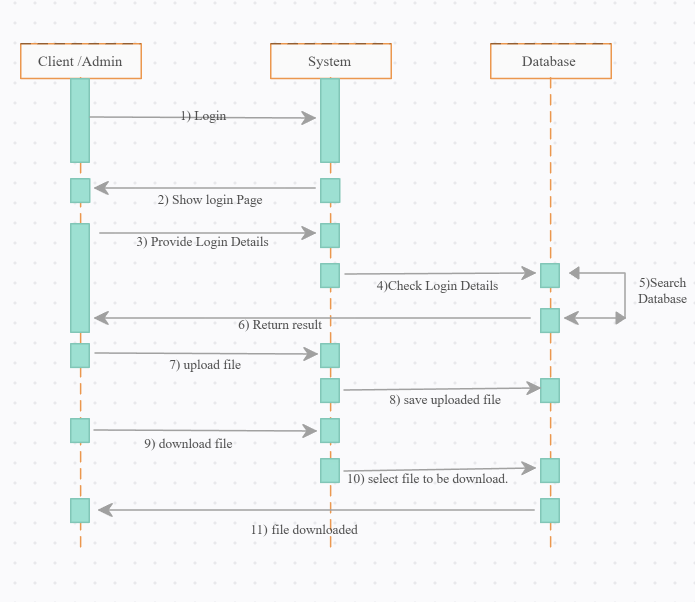 Client /Admin
System
Database
1) Login
2) Show login Page
3) Provide Login Details
4)Check Login Details
5)Search
Database
6) Return result
7) upload file
8) save uploaded file
9) download file
10) select file to be download.
11) file downloaded